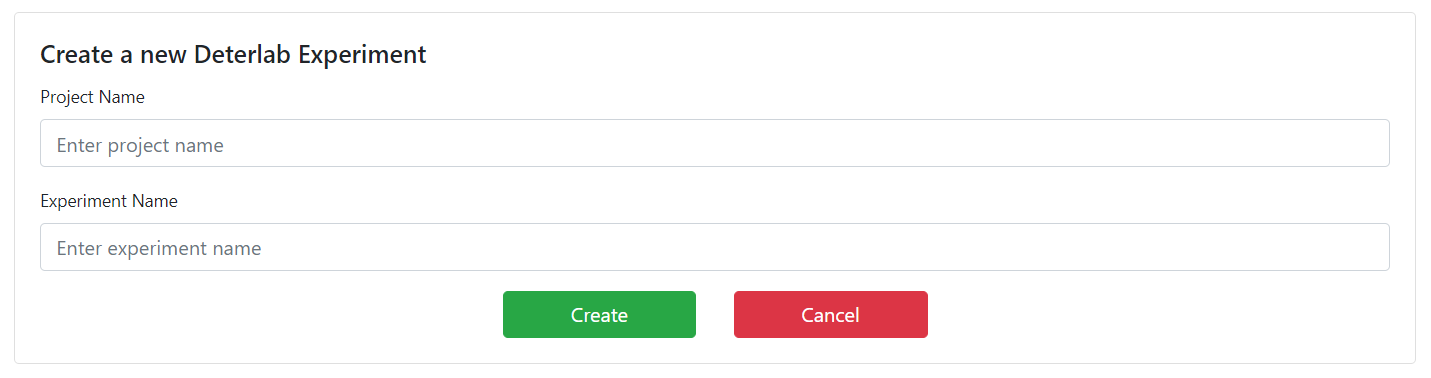 Create a new Deterlab Experiment
Project Name
Enter project name
Experiment Name
Enter experiment name
Create Cancel